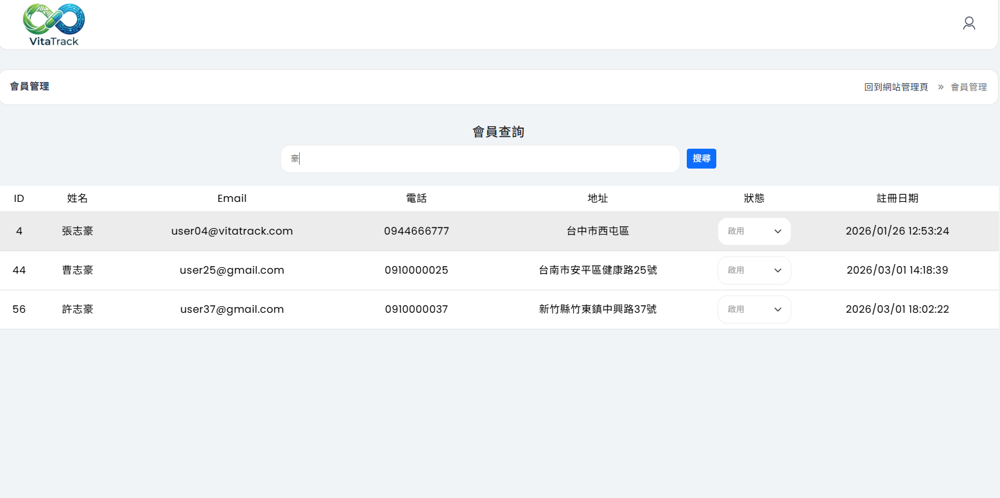 VitaTrack
會員管理
回到網站管理頁 » 會員管理
會員查詢
豪
搜尋
ID 姓名 Email 電話 地址 狀態 註冊日期
4 張志豪 user04@vitatrack.com 0944666777 台中市西屯區 啟用 2026/01/26 12:53:24
44 曹志豪 user25@gmail.com 0910000025 台南市安平區健康路25號 啟用 2026/03/01 14:18:39
56 許志豪 user37@gmail.com 0910000037 新竹縣竹東鎮中興路37號 啟用 2026/03/01 18:02:22